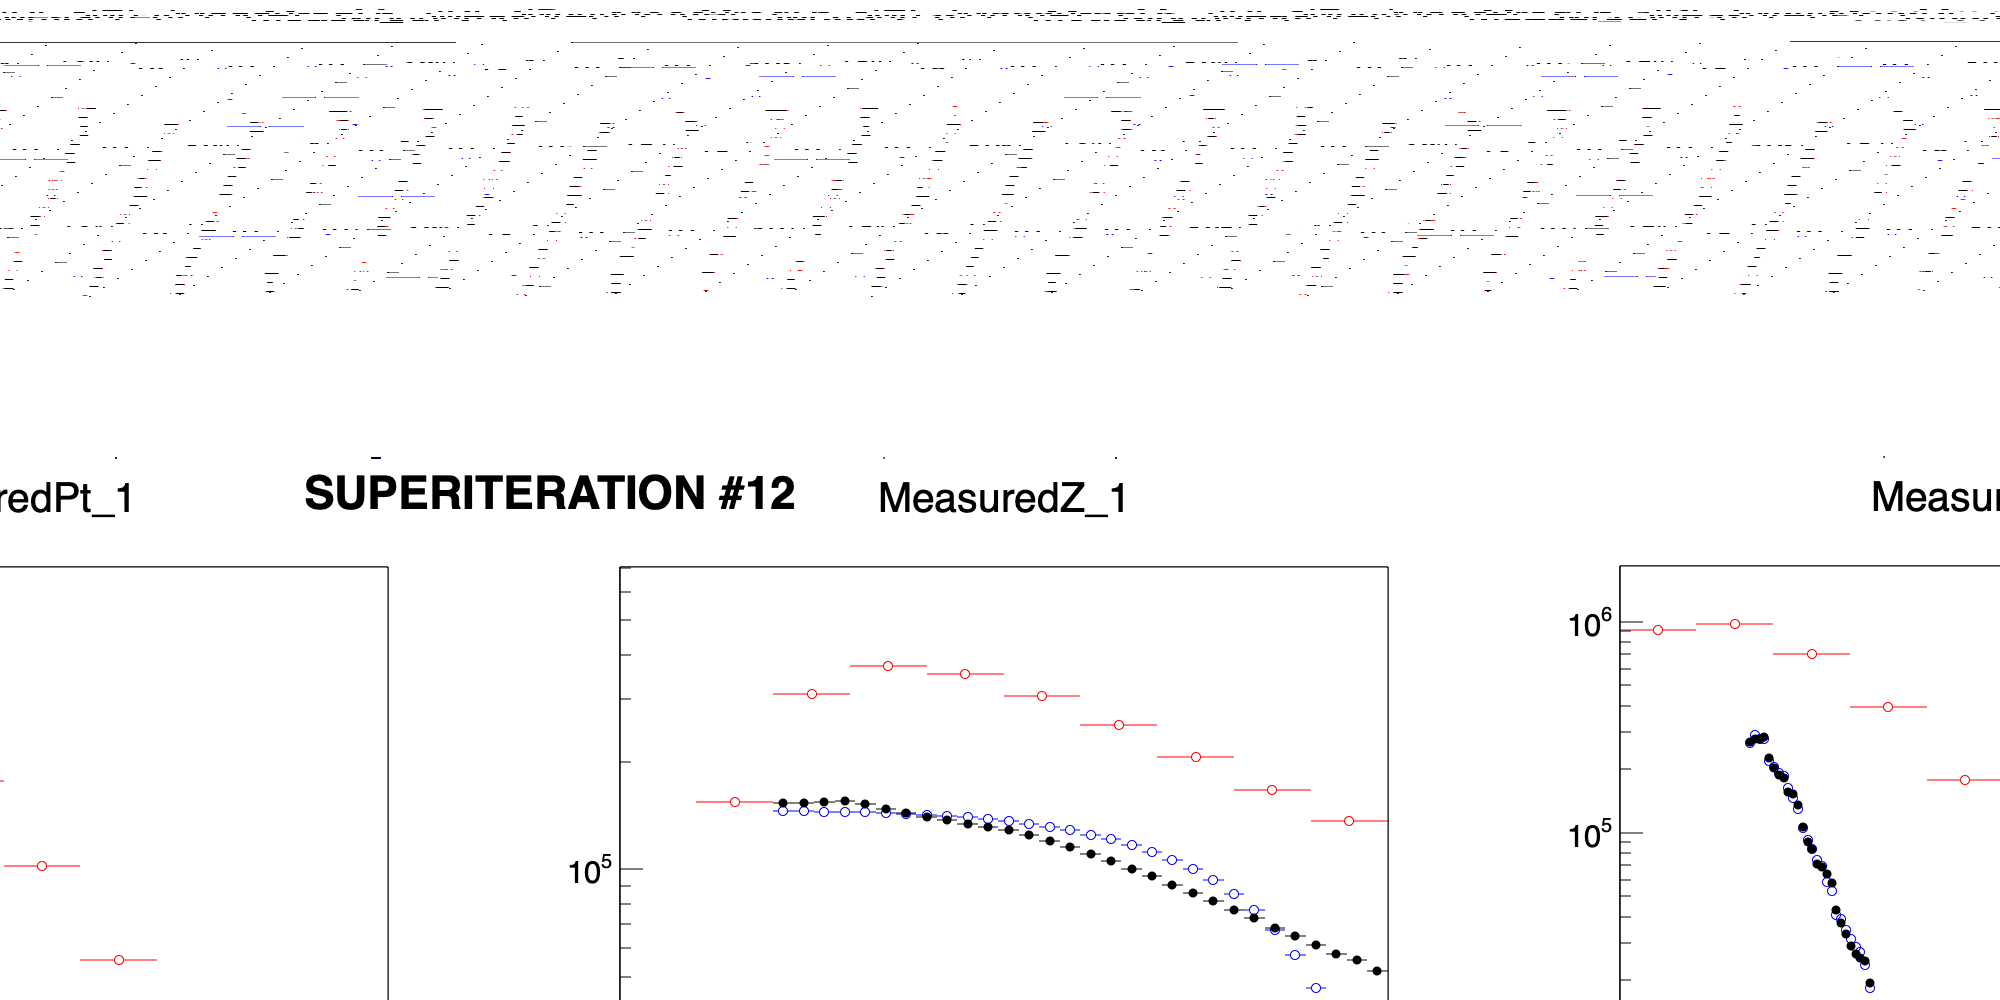 redPt_1
SUPERITERATION #12
MeasuredZ_1
Measur
10^5
10^6
10^5